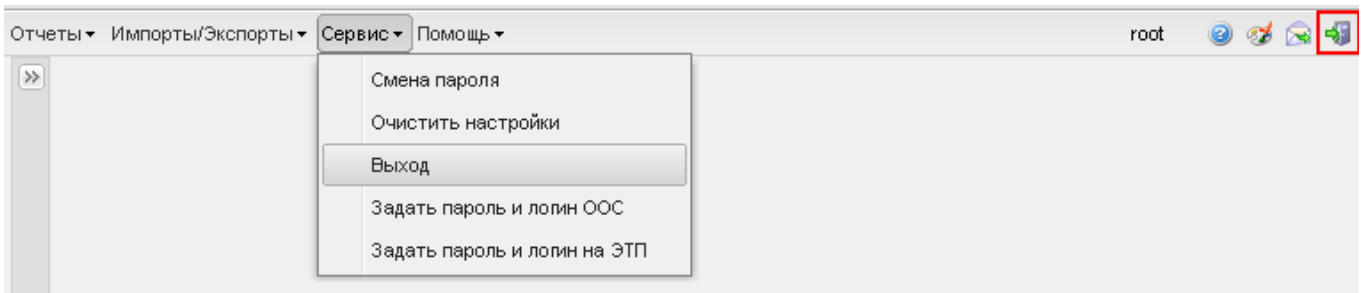 Отчеты Импорты/Экспорты Сервис Помощь root
Смена пароля
Очистить настройки
Выход
Задать пароль и логин ООС
Задать пароль и логин на ЭТП